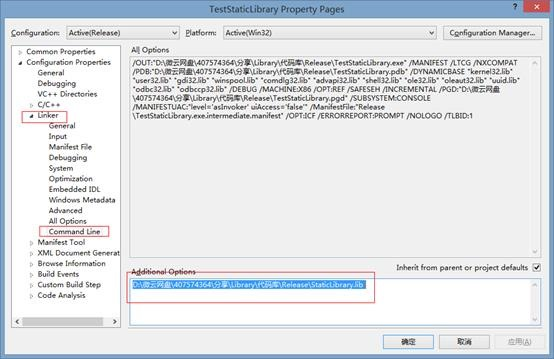 TestStaticLibrary Property Pages
Configuration: Active(Release) Platform: Active(Win32) Configuration Manager...
Common Properties
Configuration Properties
General
Debugging
VC++ Directories
C/C++
Linker
General
Input
Manifest File
Debugging
System
Optimization
Embedded IDL
Windows Metadata
Advanced
All Options
Command Line
Manifest Tool
XML Document Generat
Browse Information
Build Events
Custom Build Step
Code Analysis
All Options
/OUT:"D:\微云网盘\407574364\分享\Library\代码库\Release\TestStaticLibrary.exe" /MANIFEST /LTCG /NXCOMPAT
/PDB:"D:\微云网盘\407574364\分享\Library\代码库\Release\TestStaticLibrary.pdb" /DYNAMICBASE "kernel32.lib"
"user32.lib" "gdi32.lib" "winspool.lib" "comdlg32.lib" "advapi32.lib" "shell32.lib" "ole32.lib" "oleaut32.lib" "uuid.lib"
"odbc32.lib" "odbccp32.lib" /DEBUG /MACHINE:X86 /OPT:REF /SAFESEH /INCREMENTAL /PGD:"D:\微云网盘
\407574364\分享\Library\代码库\Release\TestStaticLibrary.pgd" /SUBSYSTEM:CONSOLE
/MANIFESTUAC:"level='asInvoker' uiAccess='false'" /ManifestFile:"Release
\TestStaticLibrary.exe.intermediate.manifest" /OPT:ICF /ERRORREPORT:PROMPT /NOLOGO /TLBID:1
Inherit from parent or project defaults
Additional Options
D:\微云网盘\407574364\分享\Library\代码库\Release\StaticLibrary.lib
确定 取消 应用(A)